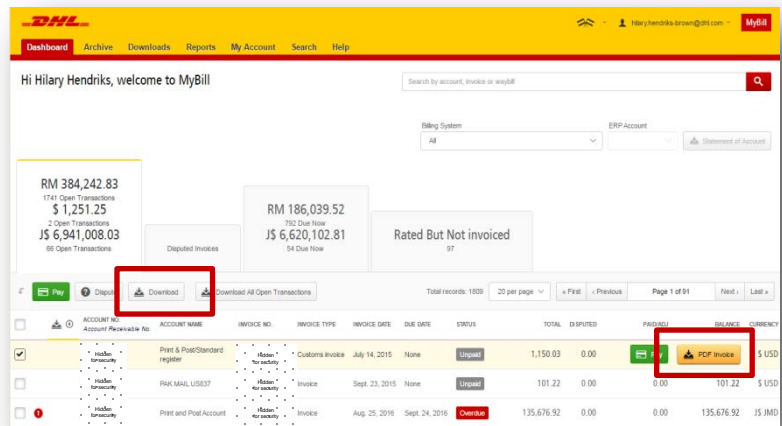 DHL
hilary.hendriks-brown@dhl.com
MyBill
Dashboard Archive Downloads Reports My Account Search Help
Hi Hilary Hendriks, welcome to MyBill
Search by account, invoice or waybill
Billing System
ERP Account
All
Statement of Account
RM 384,242.83
1741 Open Transactions
$ 1,251.25
2 Open Transactions
J$ 6,941,008.03
66 Open Transactions
Disputed Invoices
RM 186,039.52
792 Due Now
J$ 6,620,102.81
54 Due Now
Rated But Not invoiced
97
Pay Dispute Download Download All Open Transactions Total records: 1809 20 per page « First ‹ Previous Page 1 of 91 Next › Last »
ACCOUNT NO. ACCOUNT NAME INVOICE NO. INVOICE TYPE INVOICE DATE DUE DATE STATUS TOTAL DISPUTED PAID/ADJ BALANCE CURRENCY
Account Receivable No.
Hidden for security Print & Post/Standard register Hidden for security Customs Invoice July 14, 2015 None Unpaid 1,150.03 0.00 Pay PDF Invoice $ USD
Hidden for security PAK MAIL US637 Hidden for security Invoice Sept. 23, 2015 None Unpaid 101.22 0.00 0.00 101.22 $ USD
Hidden for security Print and Post Account Hidden for security Invoice Aug. 25, 2016 Sept. 24, 2016 Overdue 135,676.92 0.00 0.00 135,676.92 J$ JMD